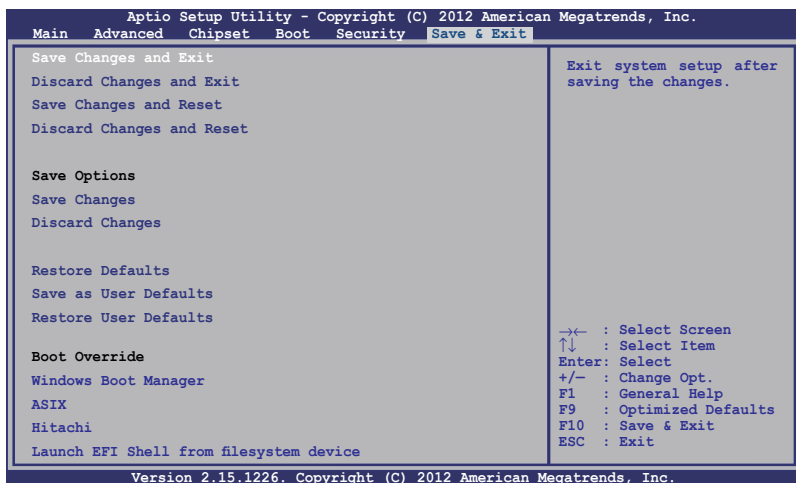 Aptio Setup Utility - Copyright (C) 2012 American Megatrends, Inc.
Main Advanced Chipset Boot Security Save & Exit
Save Changes and Exit
Discard Changes and Exit
Save Changes and Reset
Discard Changes and Reset
Save Options
Save Changes
Discard Changes
Restore Defaults
Save as User Defaults
Restore User Defaults
Boot Override
Windows Boot Manager
ASIX
Hitachi
Launch EFI Shell from filesystem device
Exit system setup after
saving the changes.
→← : Select Screen
↑↓ : Select Item
Enter: Select
+/− : Change Opt.
F1 : General Help
F9 : Optimized Defaults
F10 : Save & Exit
ESC : Exit
Version 2.15.1226. Copyright (C) 2012 American Megatrends, Inc.